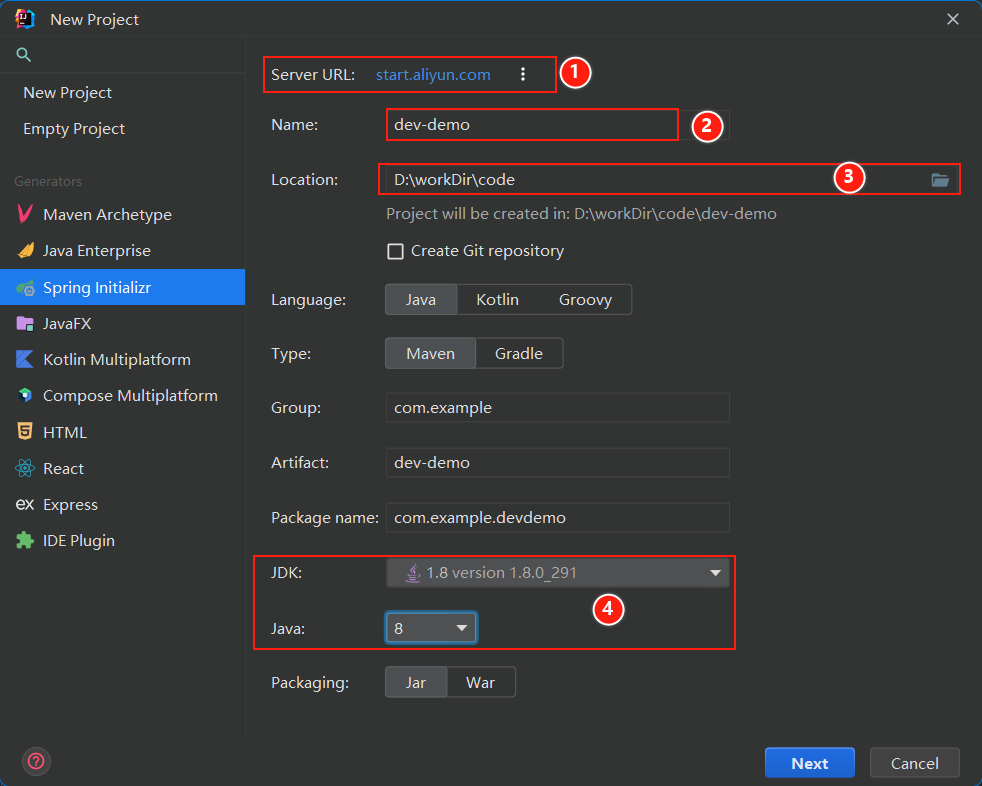 New Project
New Project
Empty Project
Generators
Maven Archetype
Java Enterprise
Spring Initializr
JavaFX
Kotlin Multiplatform
Compose Multiplatform
HTML
React
ex Express
IDE Plugin
Server URL: start.aliyun.com 1
Name: dev-demo 2
Location: D:\workDir\code 3
Project will be created in: D:\workDir\code\dev-demo
Create Git repository
Language: Java Kotlin Groovy
Type: Maven Gradle
Group: com.example
Artifact: dev-demo
Package name: com.example.devdemo
JDK: 1.8 version 1.8.0_291
4
Java: 8
Packaging: Jar War
? Next Cancel